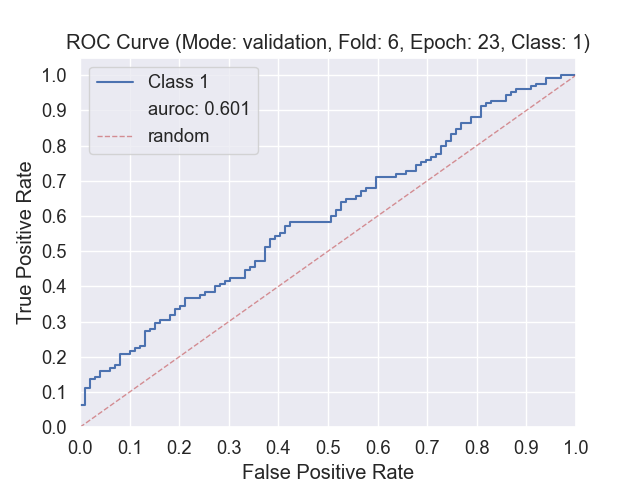 ROC Curve (Mode: validation, Fold: 6, Epoch: 23, Class: 1)
True Positive Rate
1.0
0.9
0.8
0.7
0.6
0.5
0.4
0.3
0.2
0.1
0.0
Class 1
auroc: 0.601
random
0.0 0.1 0.2 0.3 0.4 0.5 0.6 0.7 0.8 0.9 1.0
False Positive Rate